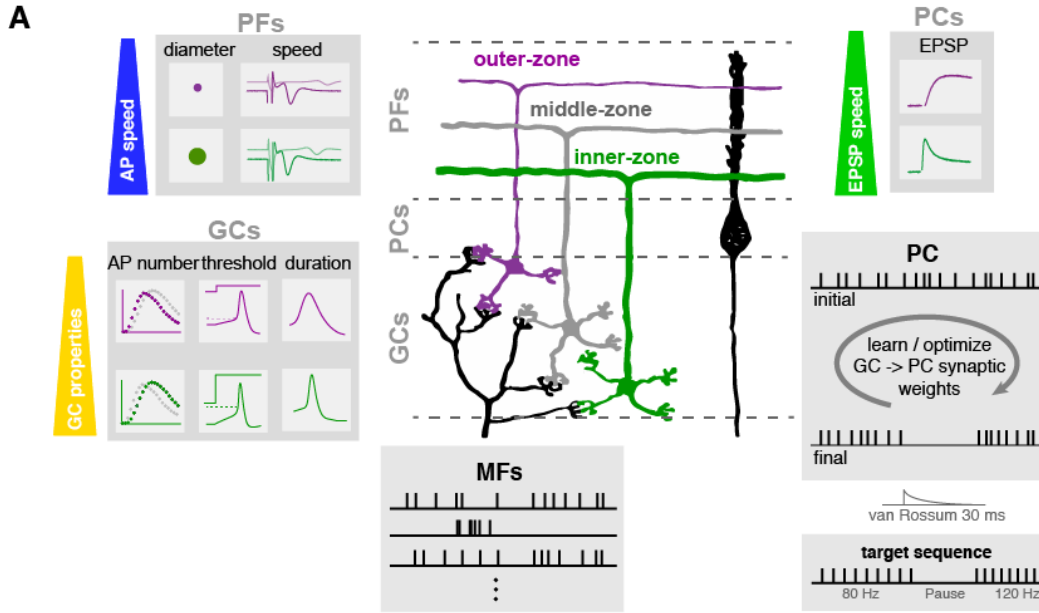 A
PFs
diameter
speed
AP speed
GCs
AP number
threshold
duration
GC properties
PFs
PCs
GCs
outer-zone
middle-zone
inner-zone
MFs
PCs
EPSP
EPSP speed
PC
initial
learn / optimize
GC -> PC synaptic
weights
final
van Rossum 30 ms
target sequence
80 Hz
Pause
120 Hz